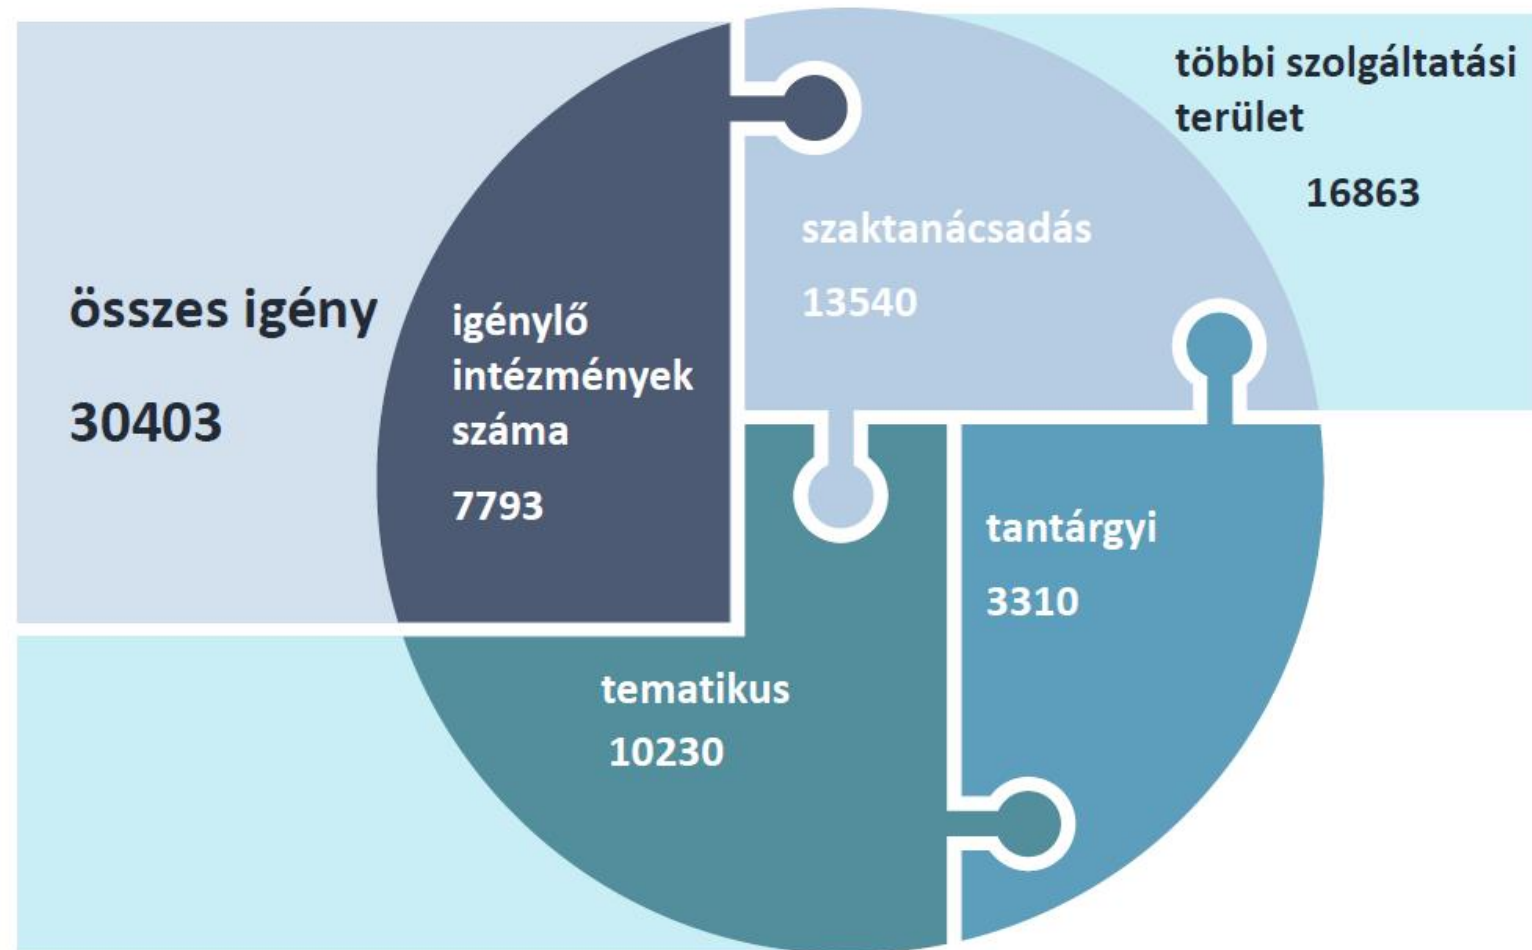 összes igény
30403
igénylő
intézmények
száma
7793
szaktanácsadás
13540
többi szolgáltatási
terület
16863
tematikus
10230
tantárgyi
3310